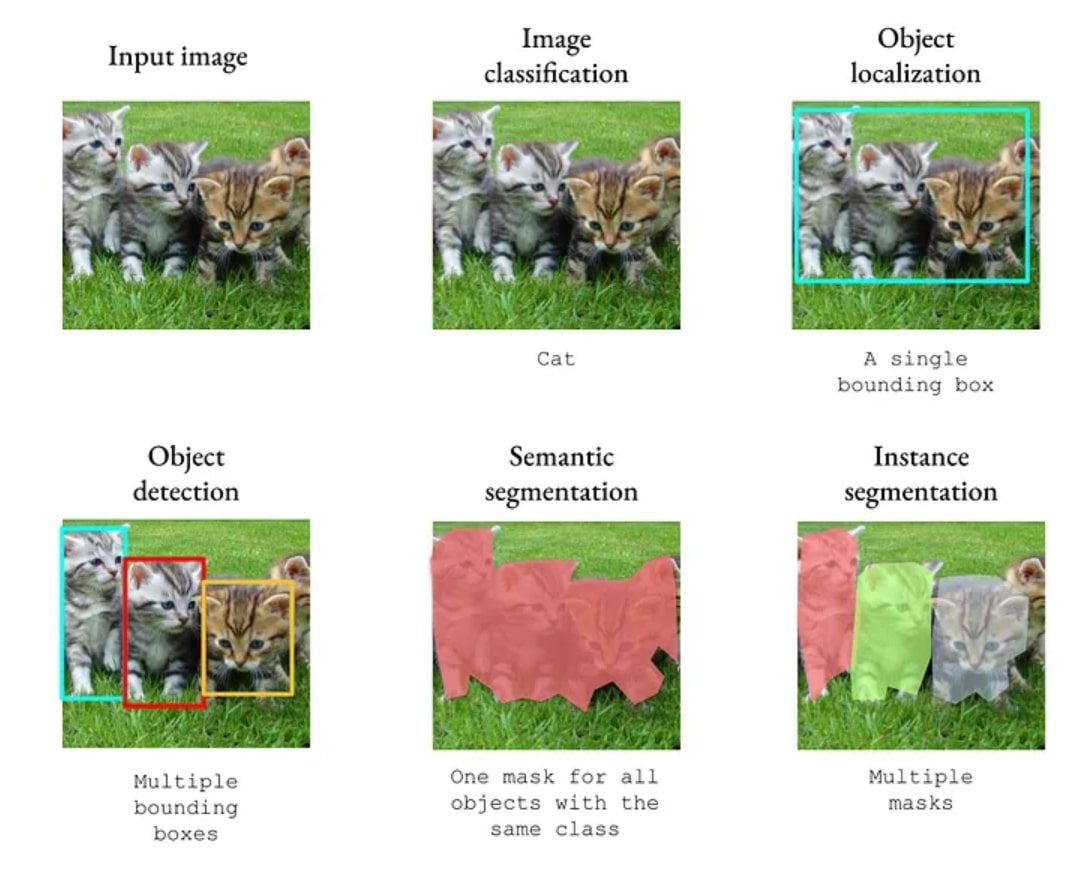 Input image
Image
classification
Object
localization
Cat
A single
bounding box
Object
detection
Semantic
segmentation
Instance
segmentation
Multiple
bounding
boxes
One mask for all
objects with the
same class
Multiple
masks